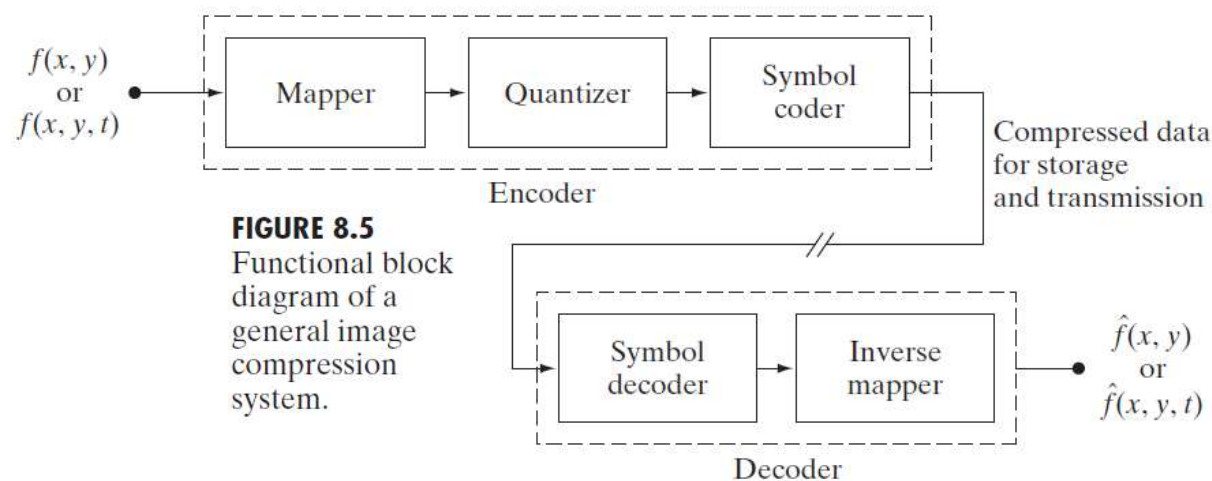 f(x, y)
or
f(x, y, t)
Mapper
Quantizer
Symbol
coder
Encoder
Compressed data
for storage
and transmission
FIGURE 8.5
Functional block
diagram of a
general image
compression
system.
Symbol
decoder
Inverse
mapper
Decoder
f̂(x, y)
or
f̂(x, y, t)